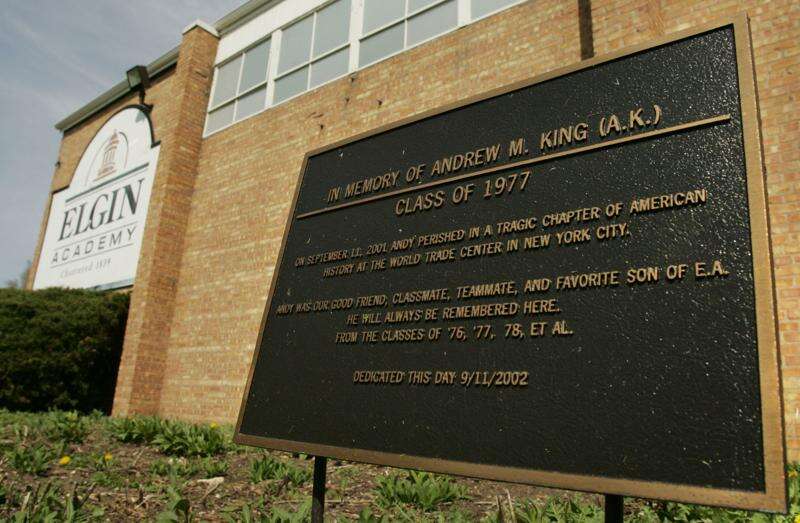 ELGIN
ACADEMY
Chartered 1839
IN MEMORY OF ANDREW M. KING (A.K.)
CLASS OF 1977
ON SEPTEMBER 11, 2001 ANDY PERISHED IN A TRAGIC CHAPTER OF AMERICAN
HISTORY AT THE WORLD TRADE CENTER IN NEW YORK CITY.
ANDY WAS OUR GOOD FRIEND, CLASSMATE, TEAMMATE, AND FAVORITE SON OF E.A.
HE WILL ALWAYS BE REMEMBERED HERE.
FROM THE CLASSES OF '76, '77, 78, ET AL.
DEDICATED THIS DAY 9/11/2002